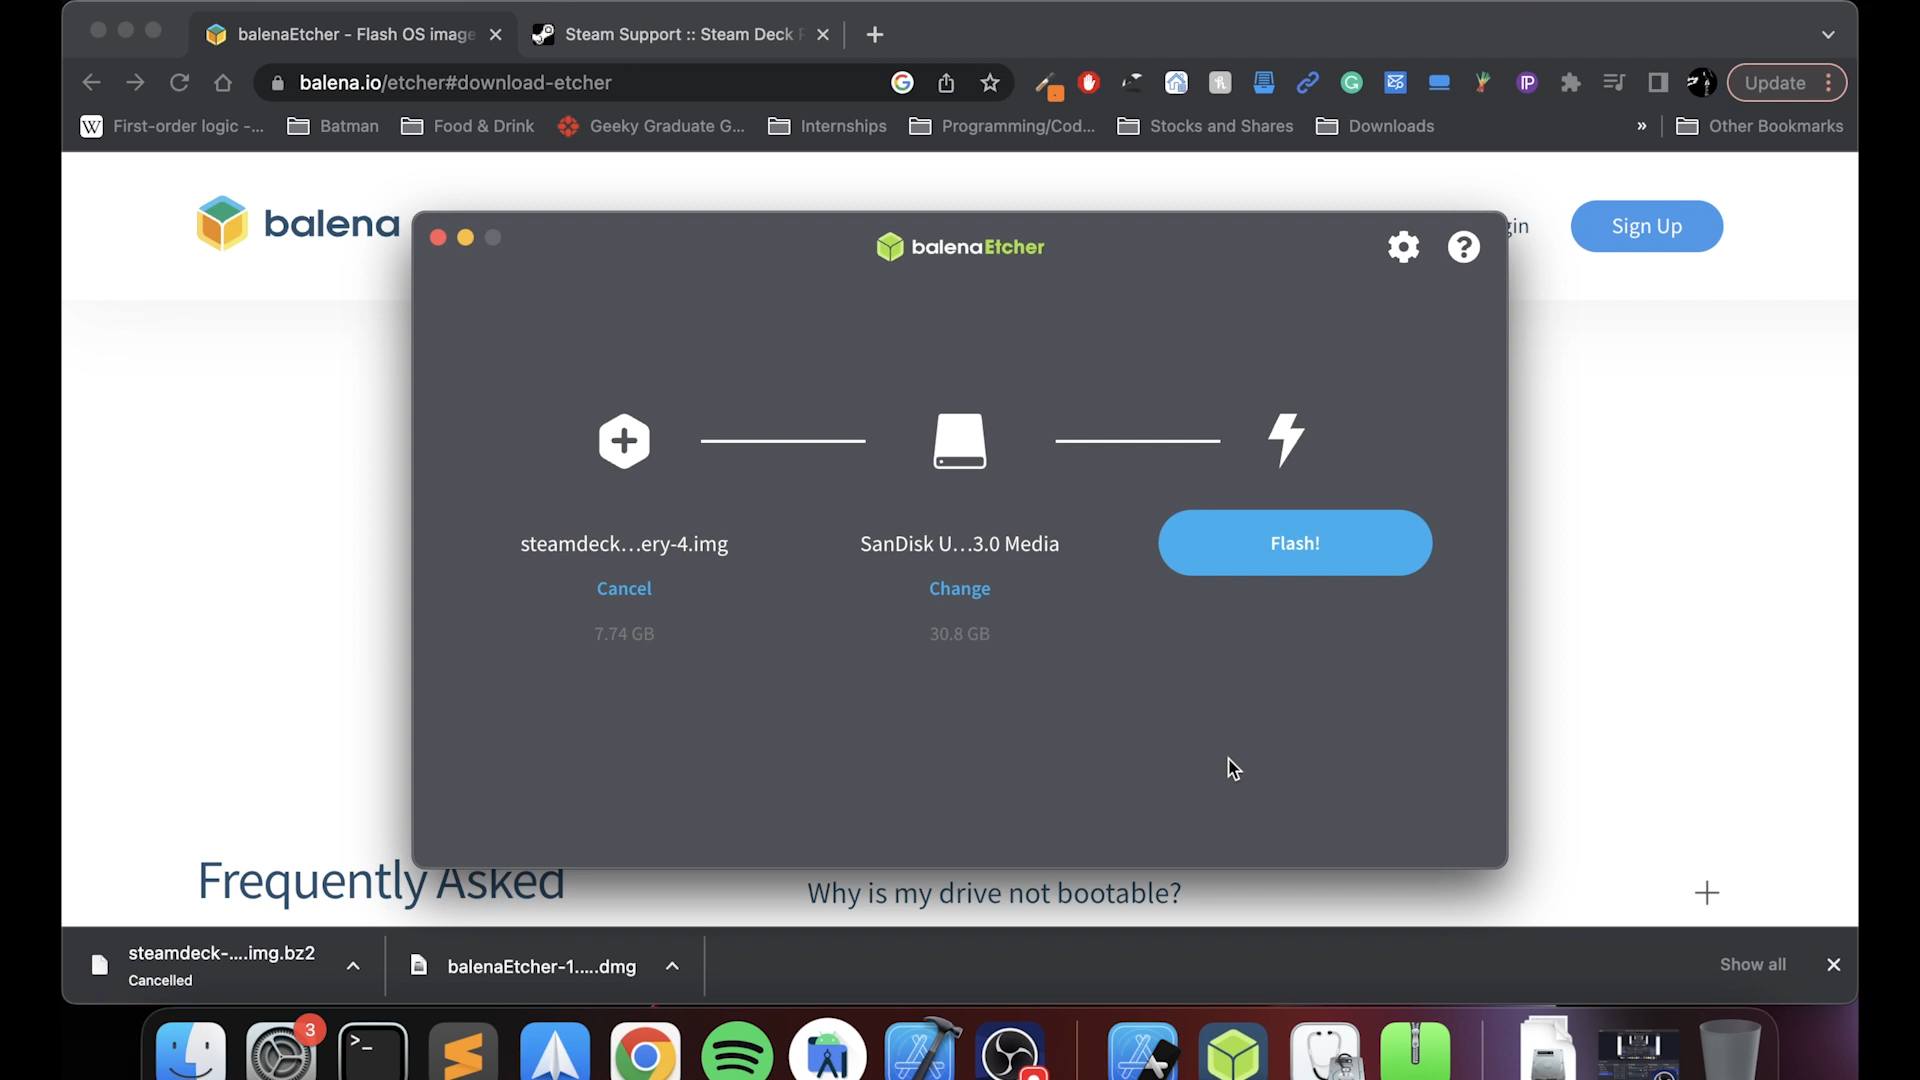 balenaEtcher - Flash OS image
Steam Support :: Steam Deck
balena.io/etcher#download-etcher
Update
W First-order logic -...
Batman
Food & Drink
Geeky Graduate G...
Internships
Programming/Cod...
Stocks and Shares
Downloads
»
Other Bookmarks
balena
gin
Sign Up
balenaEtcher
?
steamdeck...ery-4.img
Cancel
7.74 GB
SanDisk U...3.0 Media
Change
30.8 GB
Flash!
Frequently Asked
Why is my drive not bootable?
steamdeck-....img.bz2
Cancelled
balenaEtcher-1.....dmg
Show all
3
>_